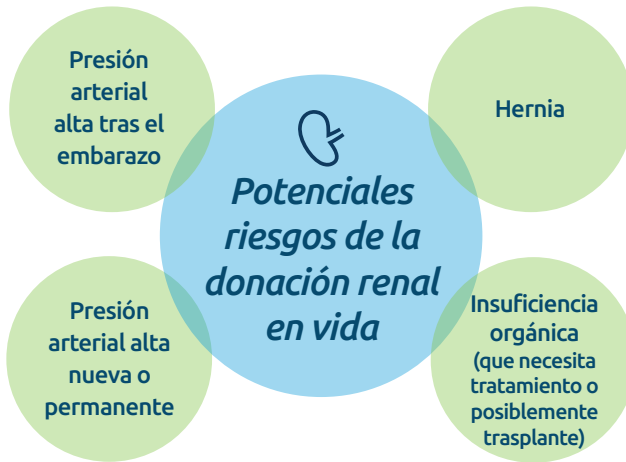 Presión
arterial
alta tras el
embarazo
Hernia
Potenciales
riesgos de la
donación renal
en vida
Presión
arterial alta
nueva o
permanente
Insuficiencia
orgánica
(que necesita
tratamiento o
posiblemente
trasplante)